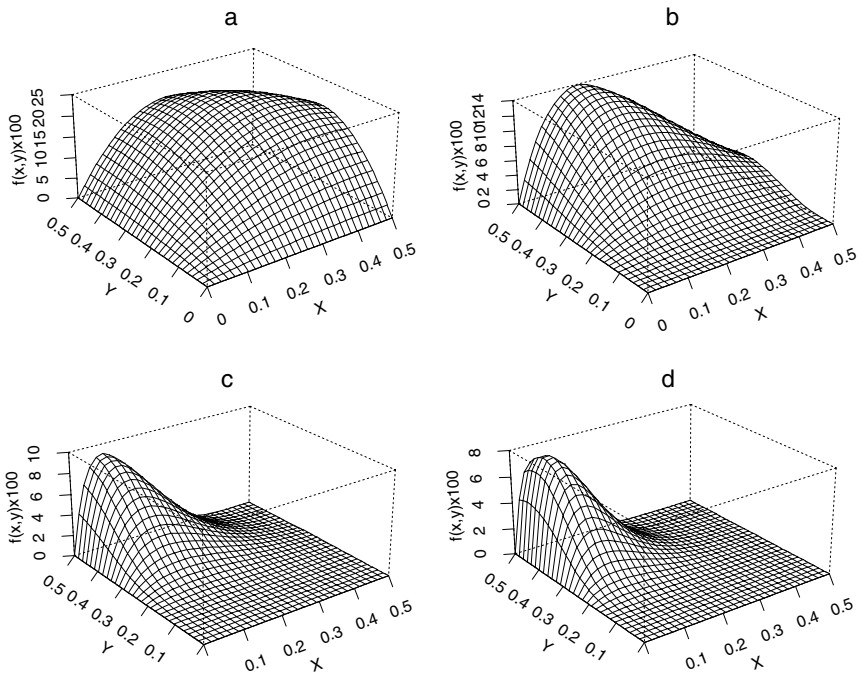 a
f(x,y)x100
0 5 10 15 20 25
0.5 0.4 0.3 0.2 0.1 0
Y
0 0.1 0.2 0.3 0.4 0.5
X
b
f(x,y)x100
0 2 4 6 8 10 12 14
0.5 0.4 0.3 0.2 0.1 0
Y
0 0.1 0.2 0.3 0.4 0.5
X
c
f(x,y)x100
0 2 4 6 8 10
0.5 0.4 0.3 0.2 0.1
Y
0.1 0.2 0.3 0.4 0.5
X
d
f(x,y)x100
0 2 4 6 8
0.5 0.4 0.3 0.2 0.1
Y
0.1 0.2 0.3 0.4 0.5
X